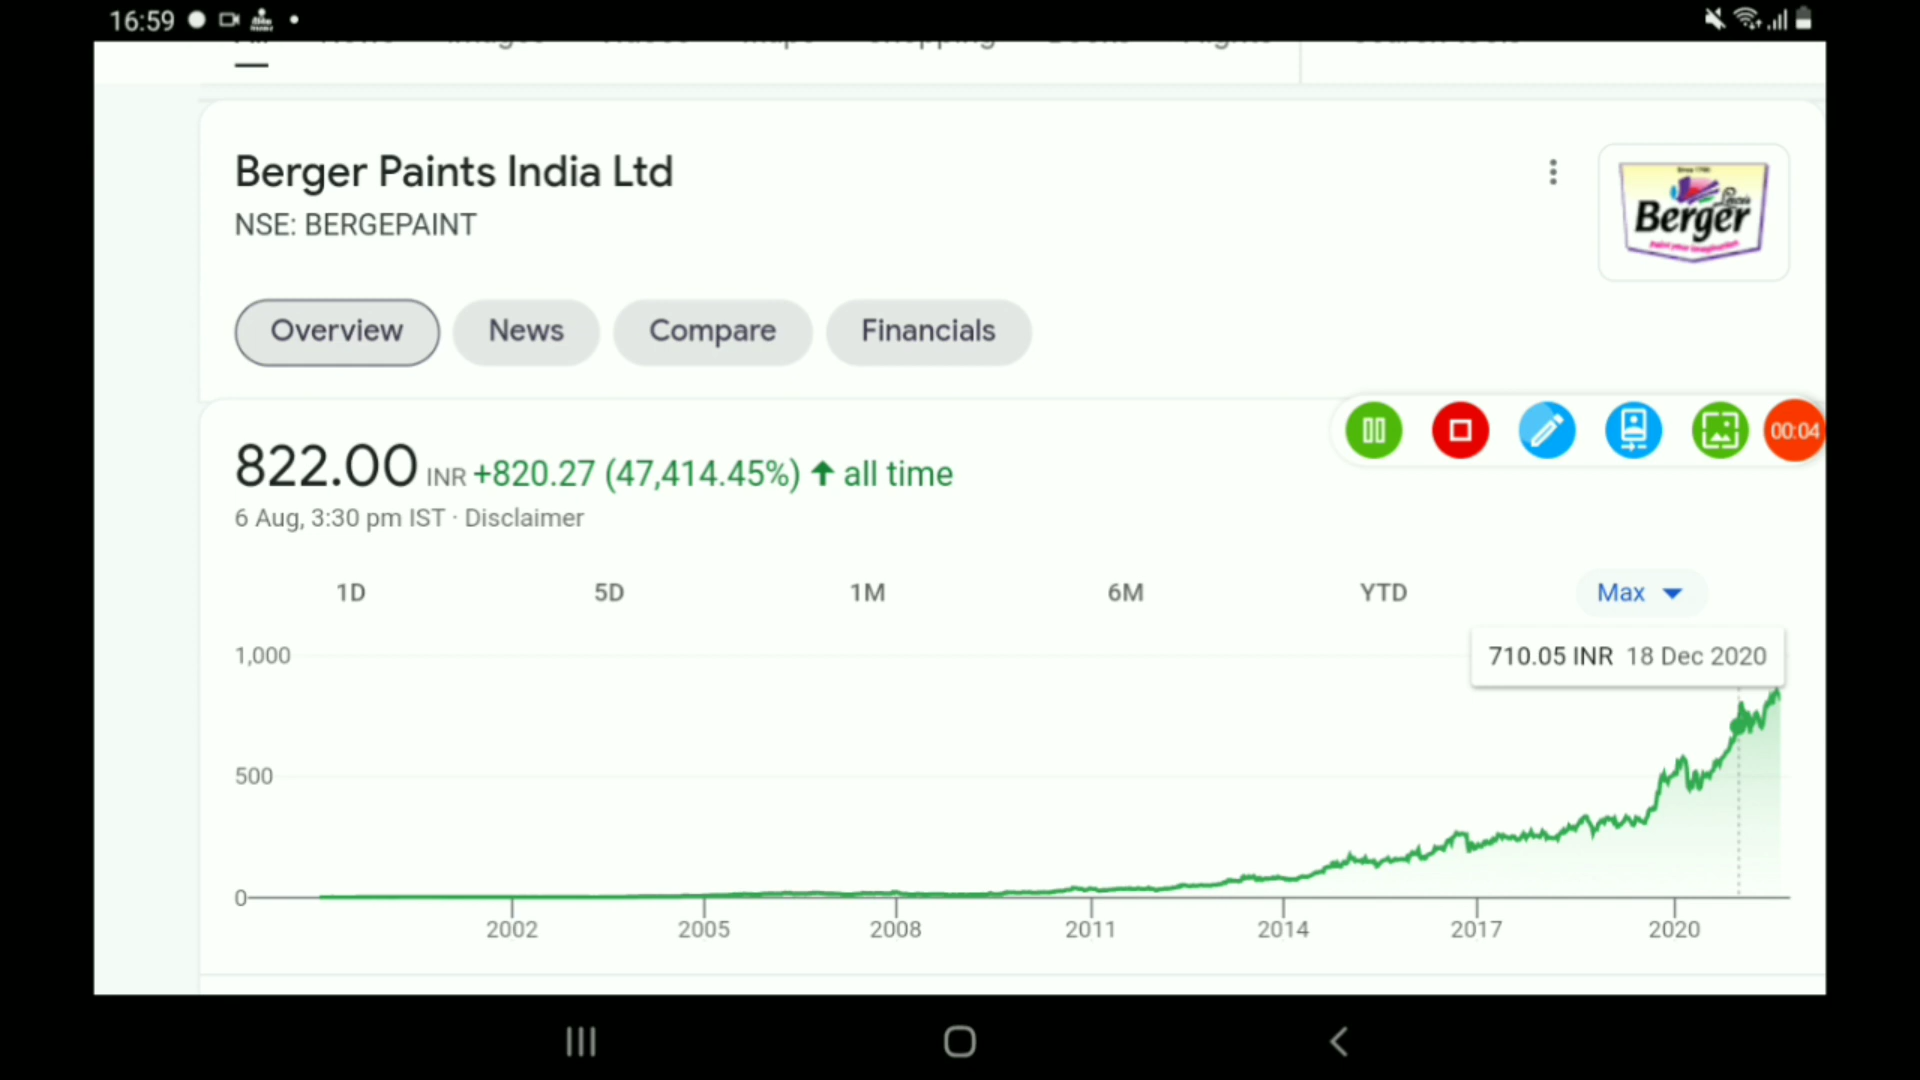 16:59
Berger Paints India Ltd
NSE: BERGEPAINT
Berger
Overview
News
Compare
Financials
00:04
822.00 INR +820.27 (47,414.45%) ↑ all time
6 Aug, 3:30 pm IST · Disclaimer
1D 5D 1M 6M YTD Max
710.05 INR 18 Dec 2020
1,000
500
0
2002 2005 2008 2011 2014 2017 2020